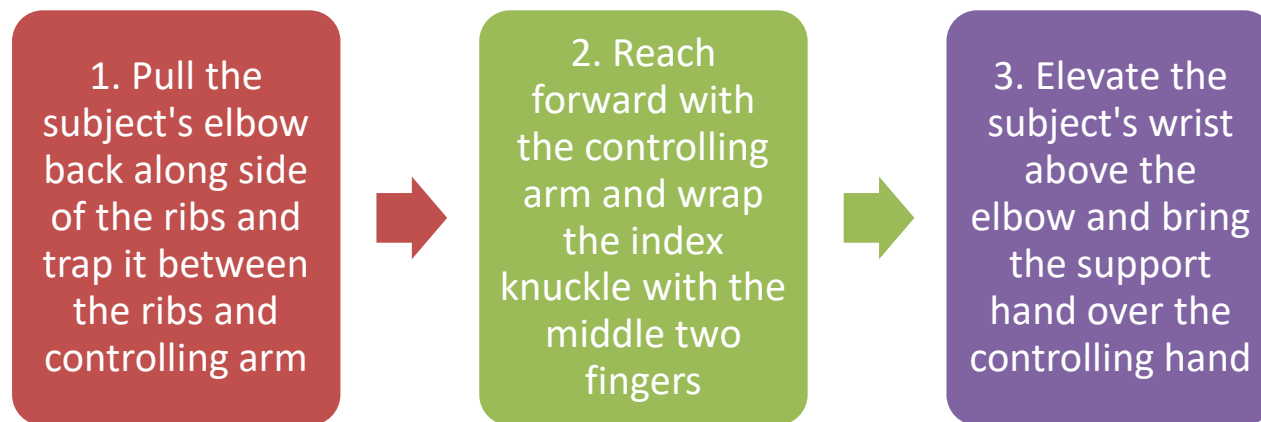 1. Pull the
subject's elbow
back along side
of the ribs and
trap it between
the ribs and
controlling arm
2. Reach
forward with
the controlling
arm and wrap
the index
knuckle with the
middle two
fingers
3. Elevate the
subject's wrist
above the
elbow and bring
the support
hand over the
controlling hand